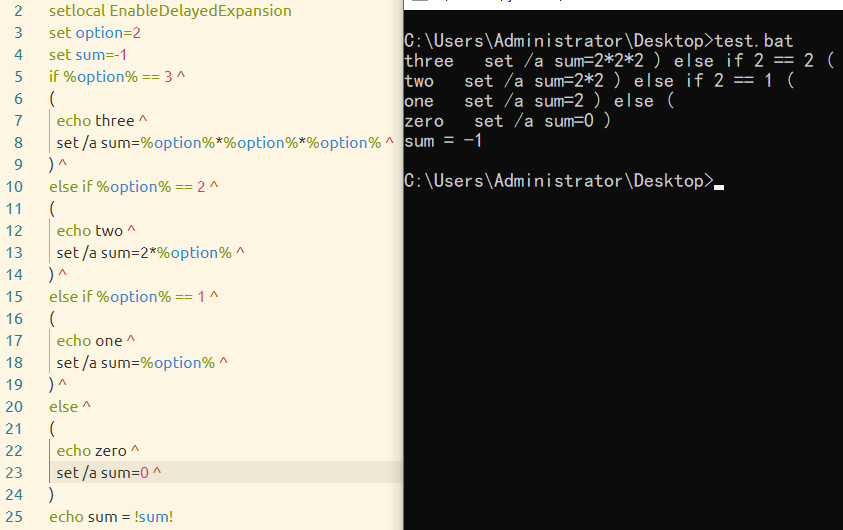 2 setlocal EnableDelayedExpansion
3 set option=2
4 set sum=-1
5 if %option% == 3 ^
6 (
7 echo three ^
8 set /a sum=%option%*%option%*%option% ^
9 ) ^
10 else if %option% == 2 ^
11 (
12 echo two ^
13 set /a sum=2*%option% ^
14 ) ^
15 else if %option% == 1 ^
16 (
17 echo one ^
18 set /a sum=%option% ^
19 ) ^
20 else ^
21 (
22 echo zero ^
23 set /a sum=0 ^
24 )
25 echo sum = !sum!
C:\Users\Administrator\Desktop>test.bat
three   set /a sum=2*2*2 ) else if 2 == 2 (
two   set /a sum=2*2 ) else if 2 == 1 (
one   set /a sum=2 ) else (
zero   set /a sum=0 )
sum = -1
C:\Users\Administrator\Desktop>